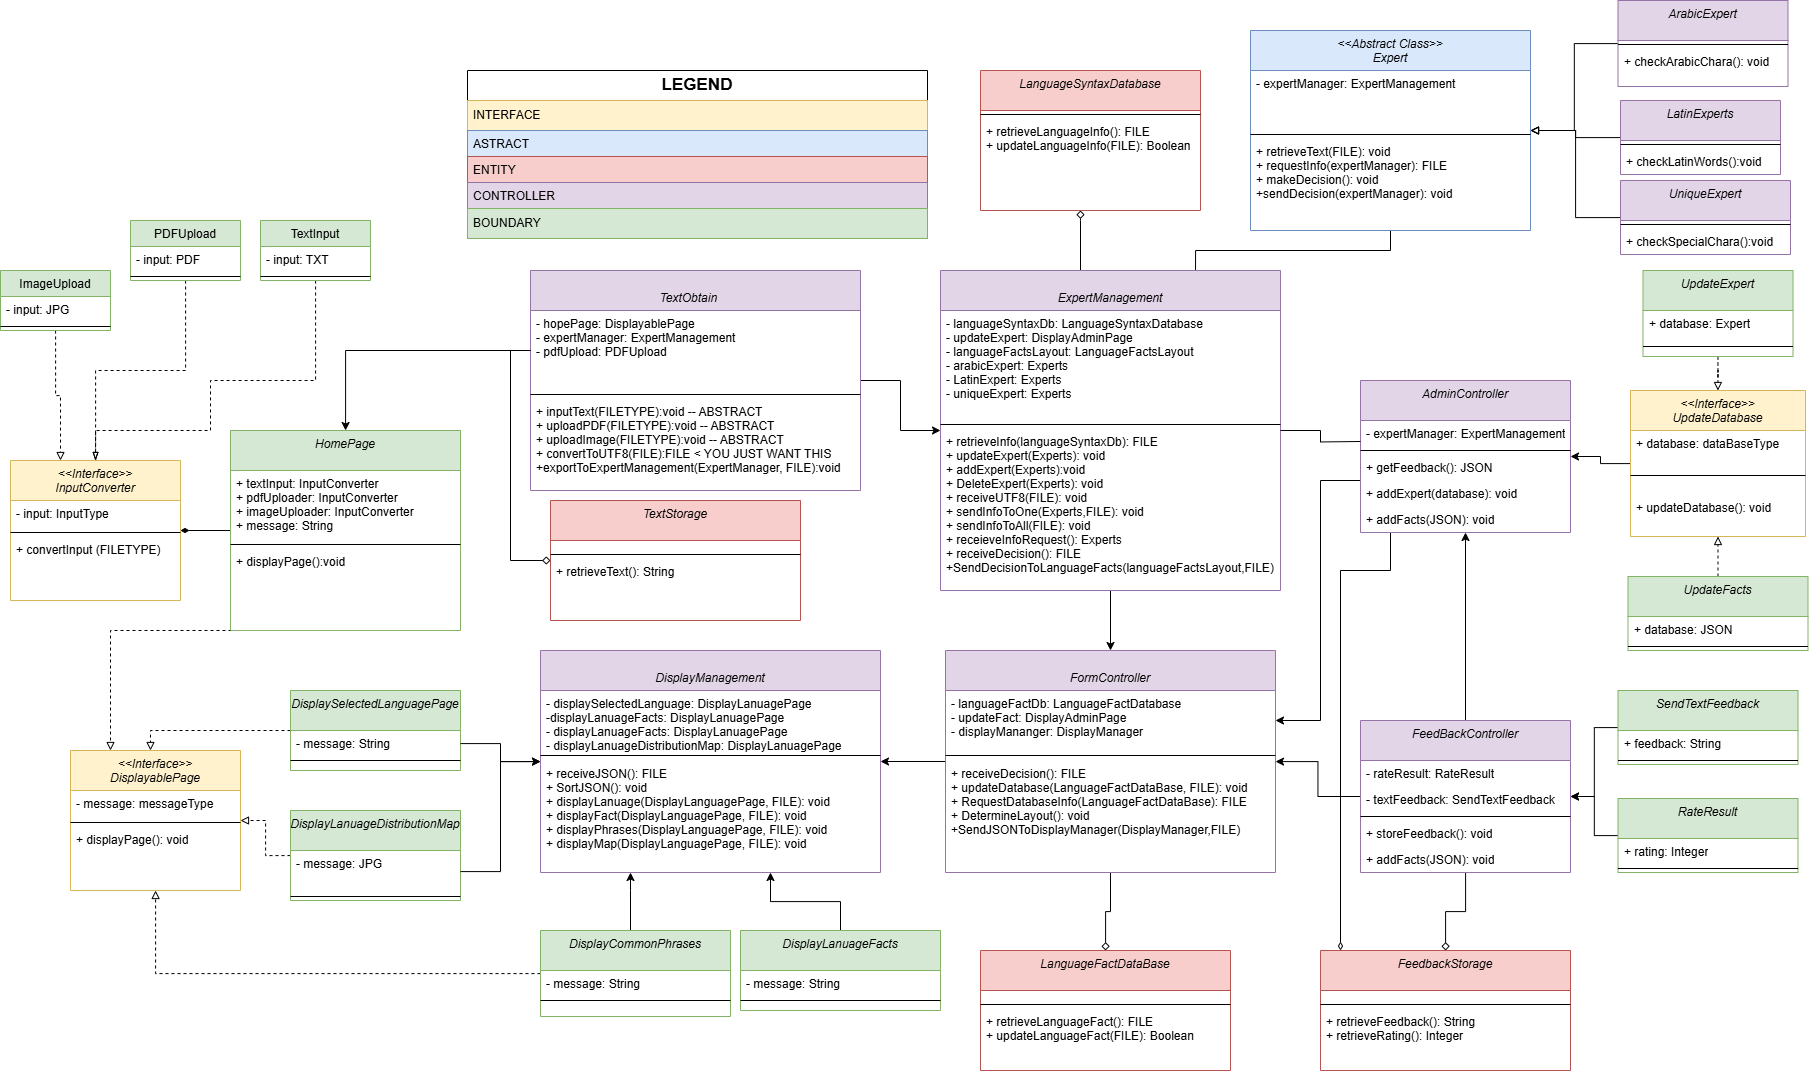 LEGEND
INTERFACE
ASTRACT
ENTITY
CONTROLLER
BOUNDARY
LanguageSyntaxDatabase
+ retrieveLanguageInfo(): FILE
+ updateLanguageInfo(FILE): Boolean
<<Abstract Class>>
Expert
- expertManager: ExpertManagement
+ retrieveText(FILE): void
+ requestInfo(expertManager): FILE
+ makeDecision(): void
+sendDecision(expertManager): void
ArabicExpert
+ checkArabicChara(): void
LatinExperts
+ checkLatinWords():void
UniqueExpert
+ checkSpecialChara():void
PDFUpload
- input: PDF
TextInput
- input: TXT
ImageUpload
- input: JPG
TextObtain
- hopePage: DisplayablePage
- expertManager: ExpertManagement
- pdfUpload: PDFUpload
+ inputText(FILETYPE):void -- ABSTRACT
+ uploadPDF(FILETYPE):void -- ABSTRACT
+ uploadImage(FILETYPE):void -- ABSTRACT
+ convertToUTF8(FILE):FILE < YOU JUST WANT THIS
+exportToExpertManagement(ExpertManager, FILE):void
ExpertManagement
- languageSyntaxDb: LanguageSyntaxDatabase
- updateExpert: DisplayAdminPage
- languageFactsLayout: LanguageFactsLayout
- arabicExpert: Experts
- LatinExpert: Experts
- uniqueExpert: Experts
+ retrieveInfo(languageSyntaxDb): FILE
+ updateExpert(Experts): void
+ addExpert(Experts):void
+ DeleteExpert(Experts): void
+ receiveUTF8(FILE): void
+ sendInfoToOne(Experts,FILE): void
+ sendInfoToAll(FILE): void
+ receieveInfoRequest(): Experts
+ receiveDecision(): FILE
+SendDecisionToLanguageFacts(languageFactsLayout,FILE)
UpdateExpert
+ database: Expert
AdminController
- expertManager: ExpertManagement
+ getFeedback(): JSON
+ addExpert(database): void
+ addFacts(JSON): void
<<Interface>>
UpdateDatabase
+ database: dataBaseType
+ updateDatabase(): void
<<Interface>>
InputConverter
- input: InputType
+ convertInput (FILETYPE)
HomePage
+ textInput: InputConverter
+ pdfUploader: InputConverter
+ imageUploader: InputConverter
+ message: String
+ displayPage():void
TextStorage
+ retrieveText(): String
UpdateFacts
+ database: JSON
DisplaySelectedLanguagePage
- message: String
DisplayManagement
- displaySelectedLanguage: DisplayLanuagePage
-displayLanuageFacts: DisplayLanuagePage
- displayLanuageFacts: DisplayLanuagePage
- displayLanuageDistributionMap: DisplayLanuagePage
+ receiveJSON(): FILE
+ SortJSON(): void
+ displayLanuage(DisplayLanguagePage, FILE): void
+ displayFact(DisplayLanguagePage, FILE): void
+ displayPhrases(DisplayLanguagePage, FILE): void
+ displayMap(DisplayLanguagePage, FILE): void
FormController
- languageFactDb: LanguageFactDatabase
- updateFact: DisplayAdminPage
- displayMananger: DisplayManager
+ receiveDecision(): FILE
+ updateDatabase(LanguageFactDataBase, FILE): void
+ RequestDatabaseInfo(LanguageFactDataBase): FILE
+ DetermineLayout(): void
+SendJSONToDisplayManager(DisplayManager,FILE)
FeedBackController
- rateResult: RateResult
- textFeedback: SendTextFeedback
+ storeFeedback(): void
+ addFacts(JSON): void
SendTextFeedback
+ feedback: String
RateResult
+ rating: Integer
<<Interface>>
DisplayablePage
- message: messageType
+ displayPage(): void
DisplayLanuageDistributionMap
- message: JPG
DisplayCommonPhrases
- message: String
DisplayLanuageFacts
- message: String
LanguageFactDataBase
+ retrieveLanguageFact(): FILE
+ updateLanguageFact(FILE): Boolean
FeedbackStorage
+ retrieveFeedback(): String
+ retrieveRating(): Integer